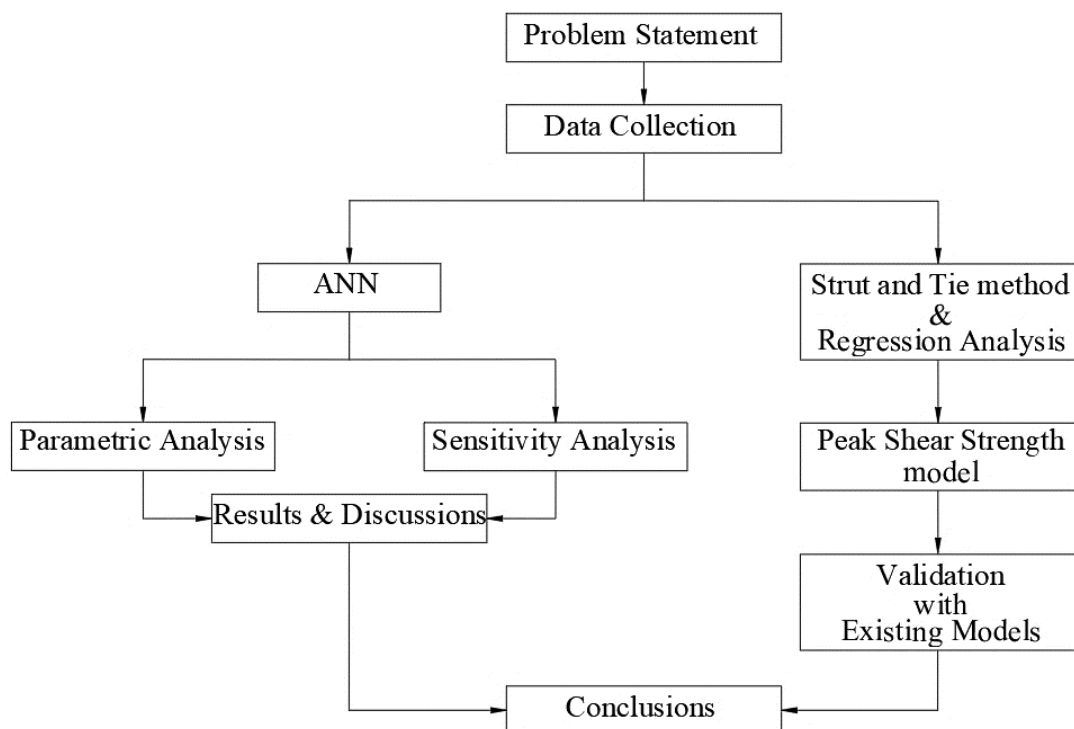 Problem Statement
Data Collection
ANN
Strut and Tie method
&
Regression Analysis
Parametric Analysis
Sensitivity Analysis
Peak Shear Strength
model
Results & Discussions
Validation
with
Existing Models
Conclusions